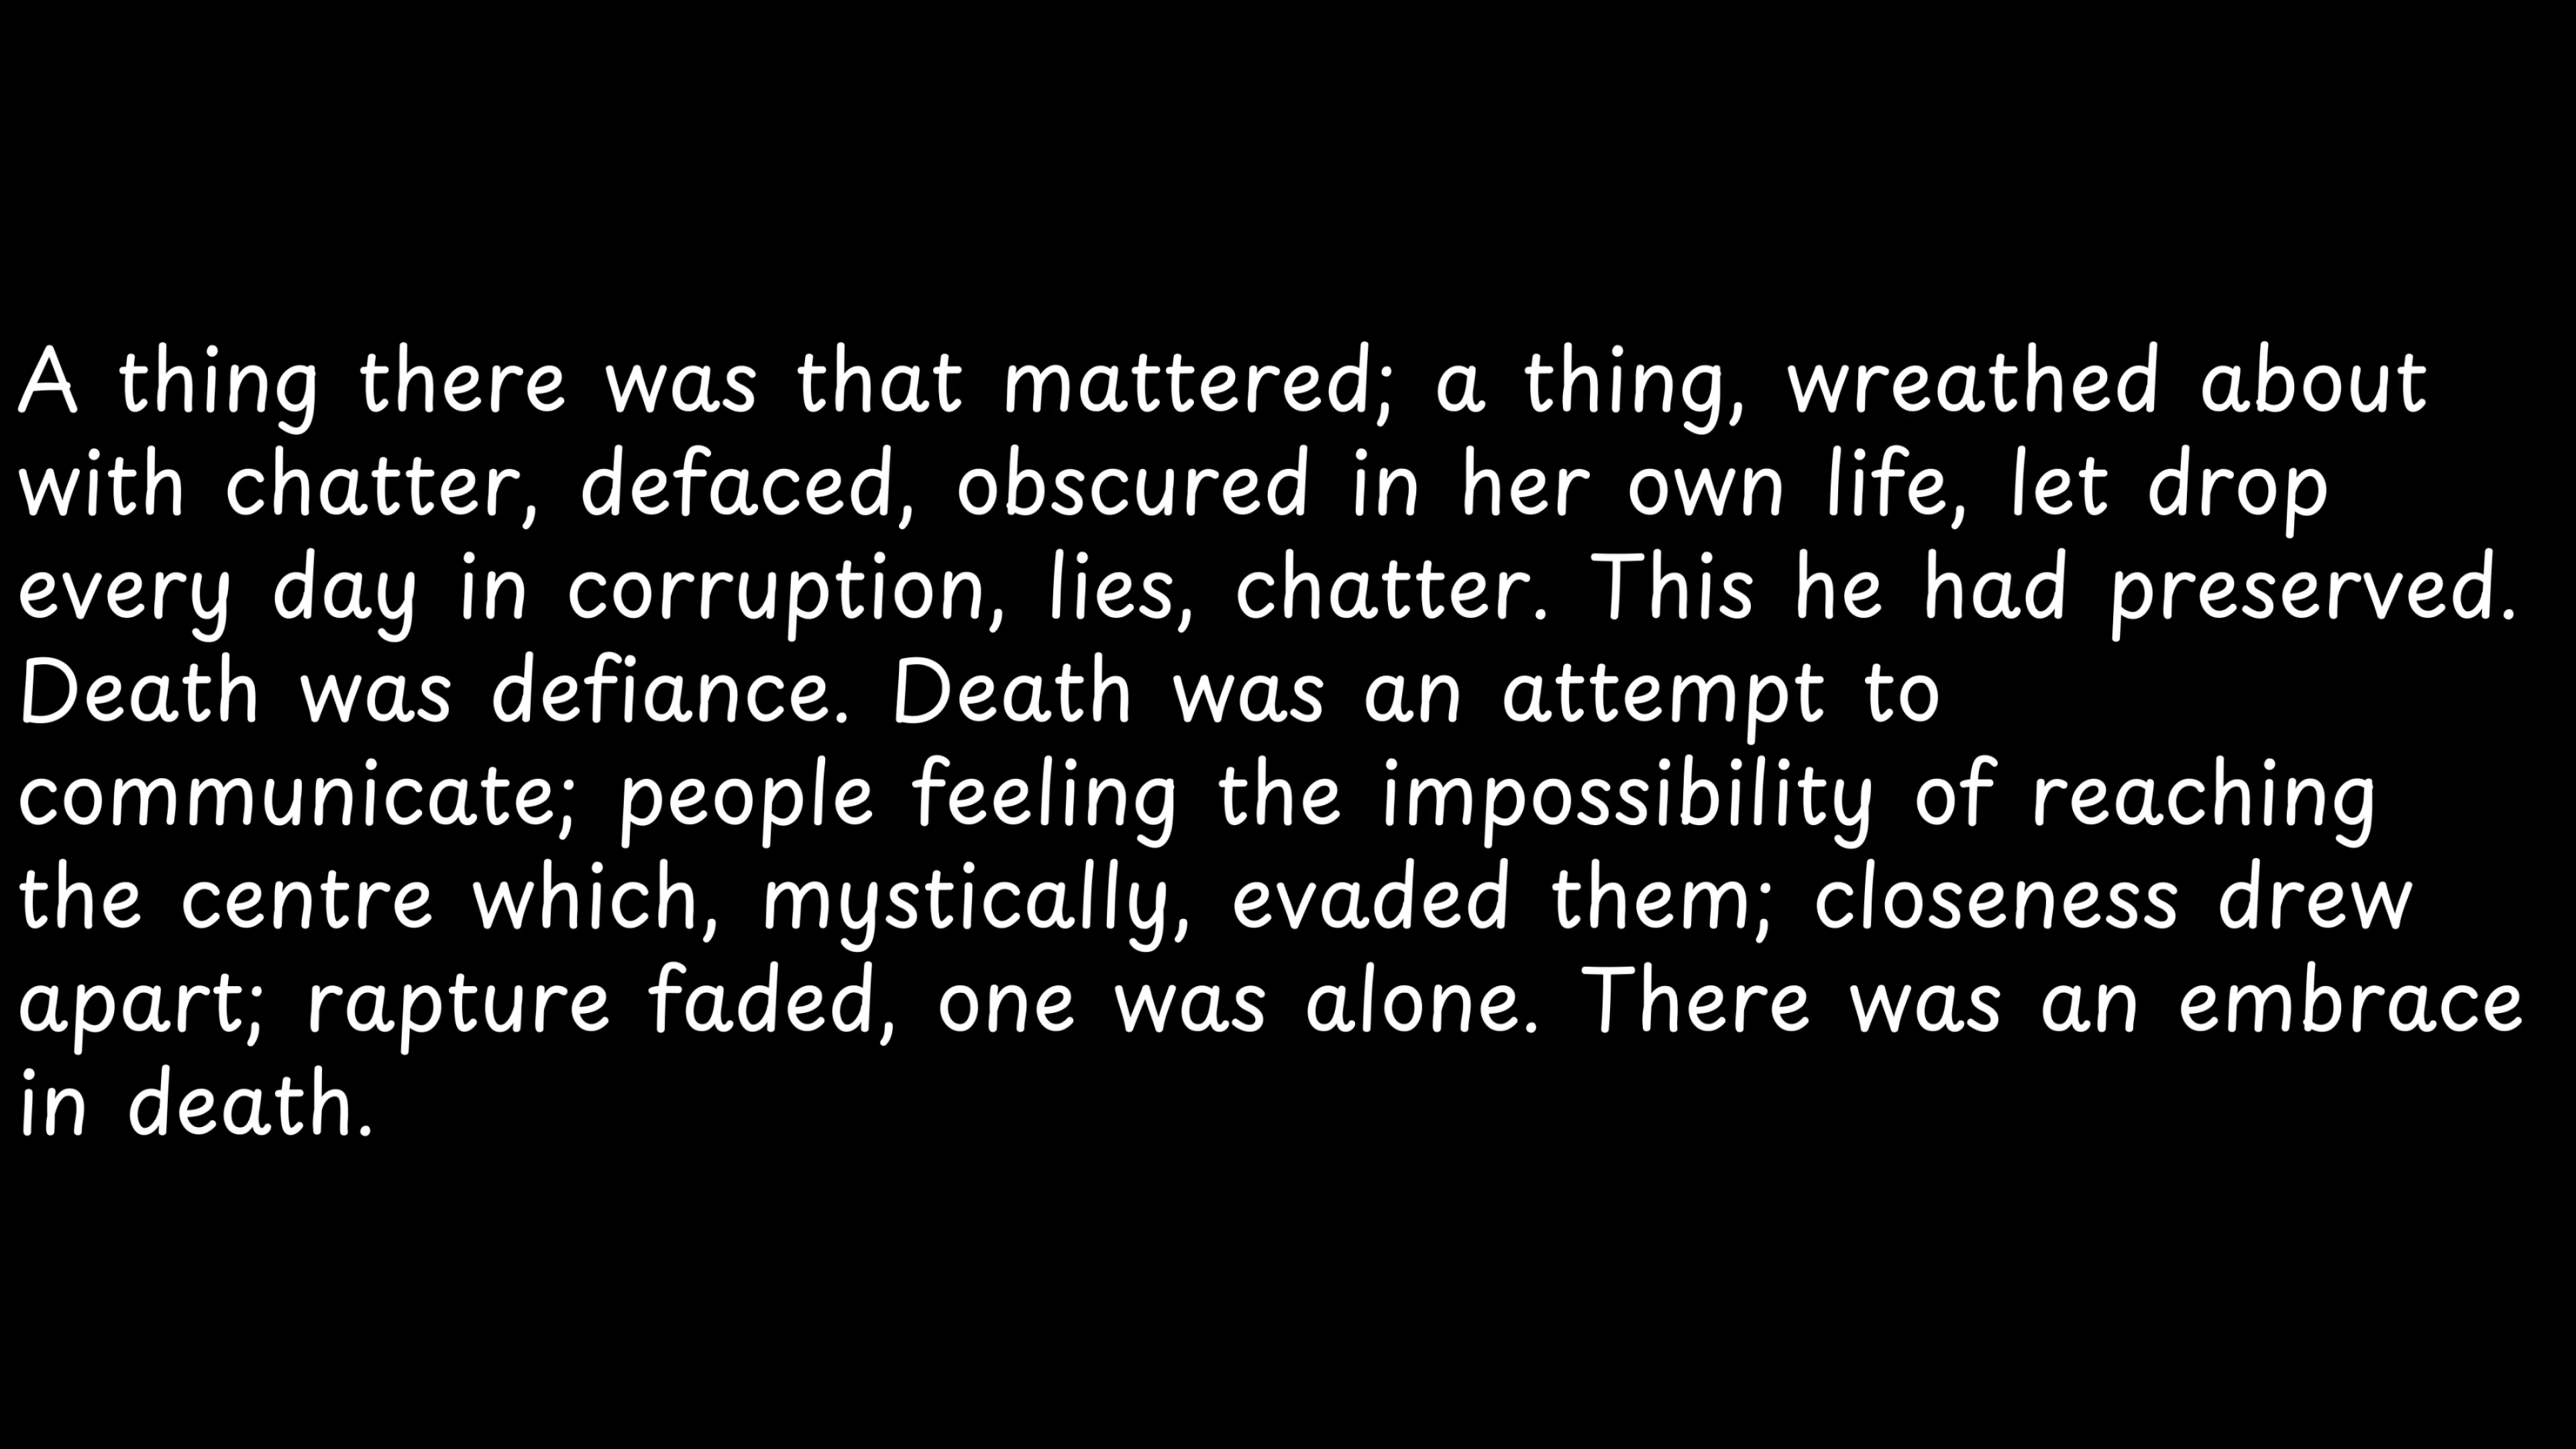 A thing there was that mattered; a thing, wreathed about
with chatter, defaced, obscured in her own life, let drop
every day in corruption, lies, chatter. This he had preserved.
Death was defiance. Death was an attempt to
communicate; people feeling the impossibility of reaching
the centre which, mystically, evaded them; closeness drew
apart; rapture faded, one was alone. There was an embrace
in death.